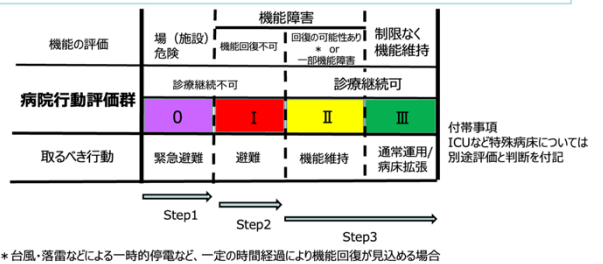 機能障害
機能の評価
場（施設）
危険
機能回復不可
回復の可能性あり
* or
一部機能障害
制限なく
機能維持
診療継続不可
診療継続可
病院行動評価群
0
Ⅰ
Ⅱ
Ⅲ
取るべき行動
緊急避難
避難
機能維持
通常運用/
病床拡張
付帯事項
ICUなど特殊病床については
別途評価と判断を付記
Step1
Step2
Step3
＊台風・落雷などによる一時的停電など、一定の時間経過により機能回復が見込める場合